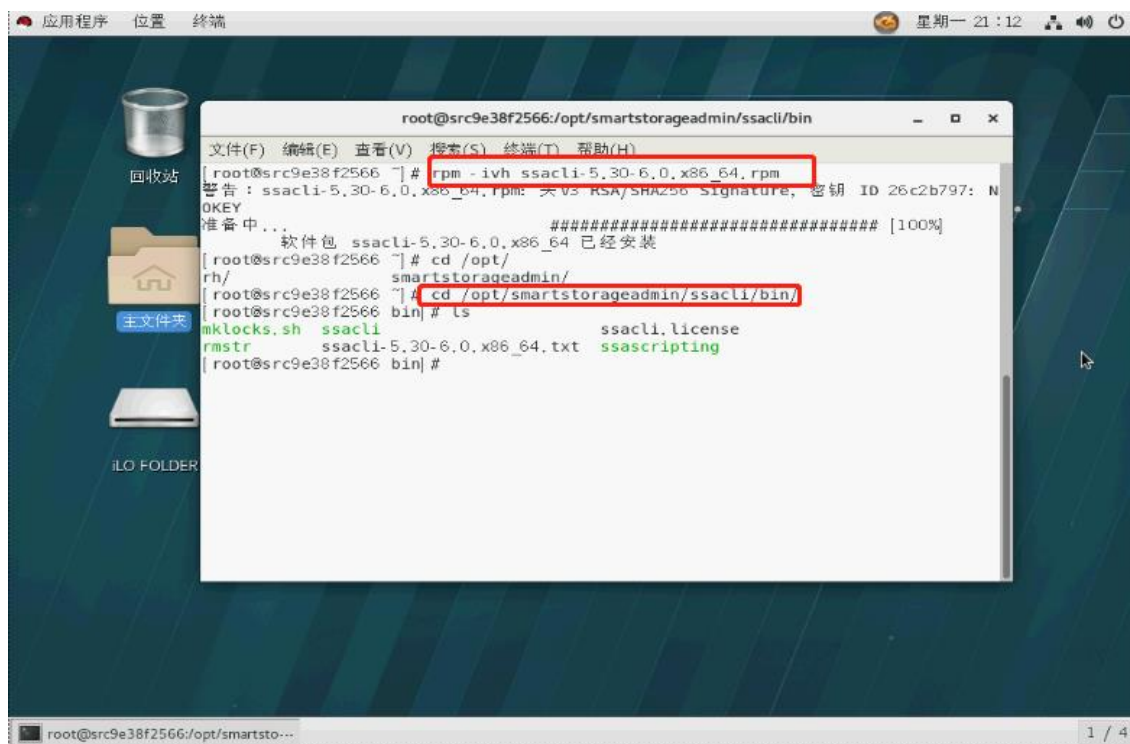 应用程序 位置 终端 星期一 21:12
root@src9e38f2566:/opt/smartstorageadmin/ssacli/bin
文件(F) 编辑(E) 查看(V) 搜索(S) 终端(T) 帮助(H)
[root@src9e38f2566 ~]# rpm -ivh ssacli-5.30-6.0.x86_64.rpm
警告：ssacli-5.30-6.0.x86_64.rpm: 头V3 RSA/SHA256 Signature, 密钥 ID 26c2b797: N
OKEY
准备中... ################################# [100%]
软件包 ssacli-5.30-6.0.x86_64 已经安装
[root@src9e38f2566 ~]# cd /opt/
rh/ smartstorageadmin/
[root@src9e38f2566 ~]# cd /opt/smartstorageadmin/ssacli/bin/
[root@src9e38f2566 bin]# ls
mklocks.sh ssacli ssacli.license
rmstr ssacli-5.30-6.0.x86_64.txt ssascripting
[root@src9e38f2566 bin]#
回收站
主文件夹
iLO FOLDER
root@src9e38f2566:/opt/smartsto···
1 / 4